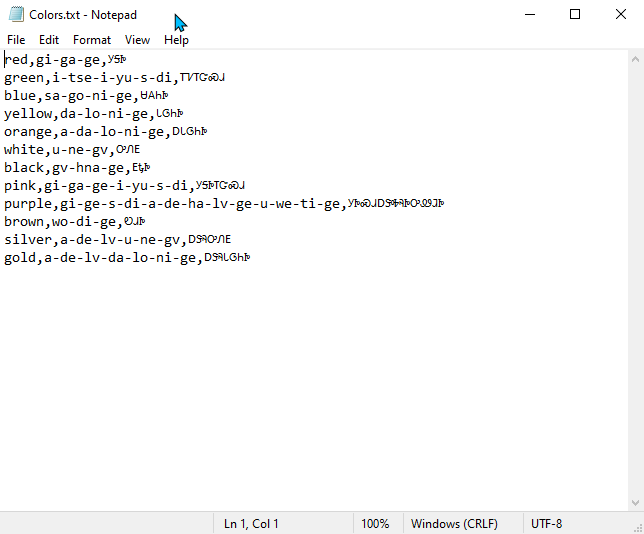 Colors.txt - Notepad
File Edit Format View Help
red,gi-ga-ge,ᎩᎦᎨ
green,i-tse-i-yu-s-di,ᎢᏤᎢᏳᏍᏗ
blue,sa-go-ni-ge,ᏌᎪᏂᎨ
yellow,da-lo-ni-ge,ᏓᎶᏂᎨ
orange,a-da-lo-ni-ge,ᎠᏓᎶᏂᎨ
white,u-ne-gv,ᎤᏁᎬ
black,gv-hna-ge,ᎬᎿᎨ
pink,gi-ga-ge-i-yu-s-di,ᎩᎦᎨᎢᏳᏍᏗ
purple,gi-ge-s-di-a-de-ha-lv-ge-u-we-ti-ge,ᎩᎨᏍᏗᎠᏕᎭᎸᎨᎤᏪᏘᎨ
brown,wo-di-ge,ᏬᏗᎨ
silver,a-de-lv-u-ne-gv,ᎠᏕᎸᎤᏁᎬ
gold,a-de-lv-da-lo-ni-ge,ᎠᏕᎸᏓᎶᏂᎨ
Ln 1, Col 1 100% Windows (CRLF) UTF-8